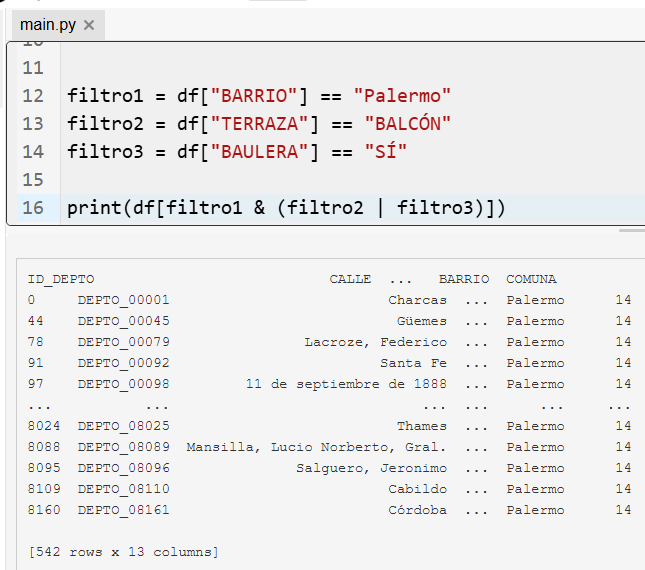 main.py ×
11
12 filtro1 = df["BARRIO"] == "Palermo"
13 filtro2 = df["TERRAZA"] == "BALCÓN"
14 filtro3 = df["BAULERA"] == "SÍ"
15
16 print(df[filtro1 & (filtro2 | filtro3)])
ID_DEPTO CALLE ... BARRIO COMUNA
0 DEPTO_00001 Charcas ... Palermo 14
44 DEPTO_00045 Güemes ... Palermo 14
78 DEPTO_00079 Lacroze, Federico ... Palermo 14
91 DEPTO_00092 Santa Fe ... Palermo 14
97 DEPTO_00098 11 de septiembre de 1888 ... Palermo 14
... ... ... ... ... ...
8024 DEPTO_08025 Thames ... Palermo 14
8088 DEPTO_08089 Mansilla, Lucio Norberto, Gral. ... Palermo 14
8095 DEPTO_08096 Salguero, Jeronimo ... Palermo 14
8109 DEPTO_08110 Cabildo ... Palermo 14
8160 DEPTO_08161 Córdoba ... Palermo 14
[542 rows x 13 columns]